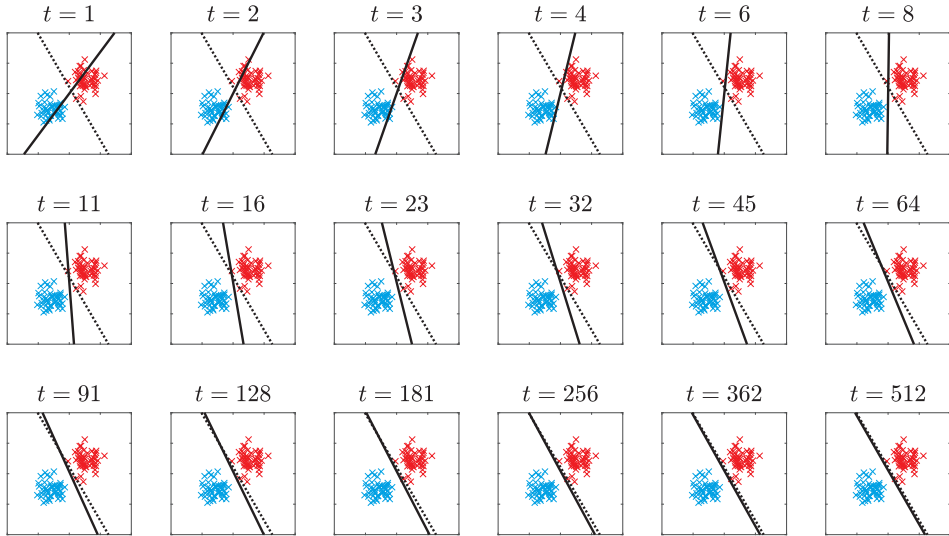 t = 1 t = 2 t = 3 t = 4 t = 6 t = 8
t = 11 t = 16 t = 23 t = 32 t = 45 t = 64
t = 91 t = 128 t = 181 t = 256 t = 362 t = 512